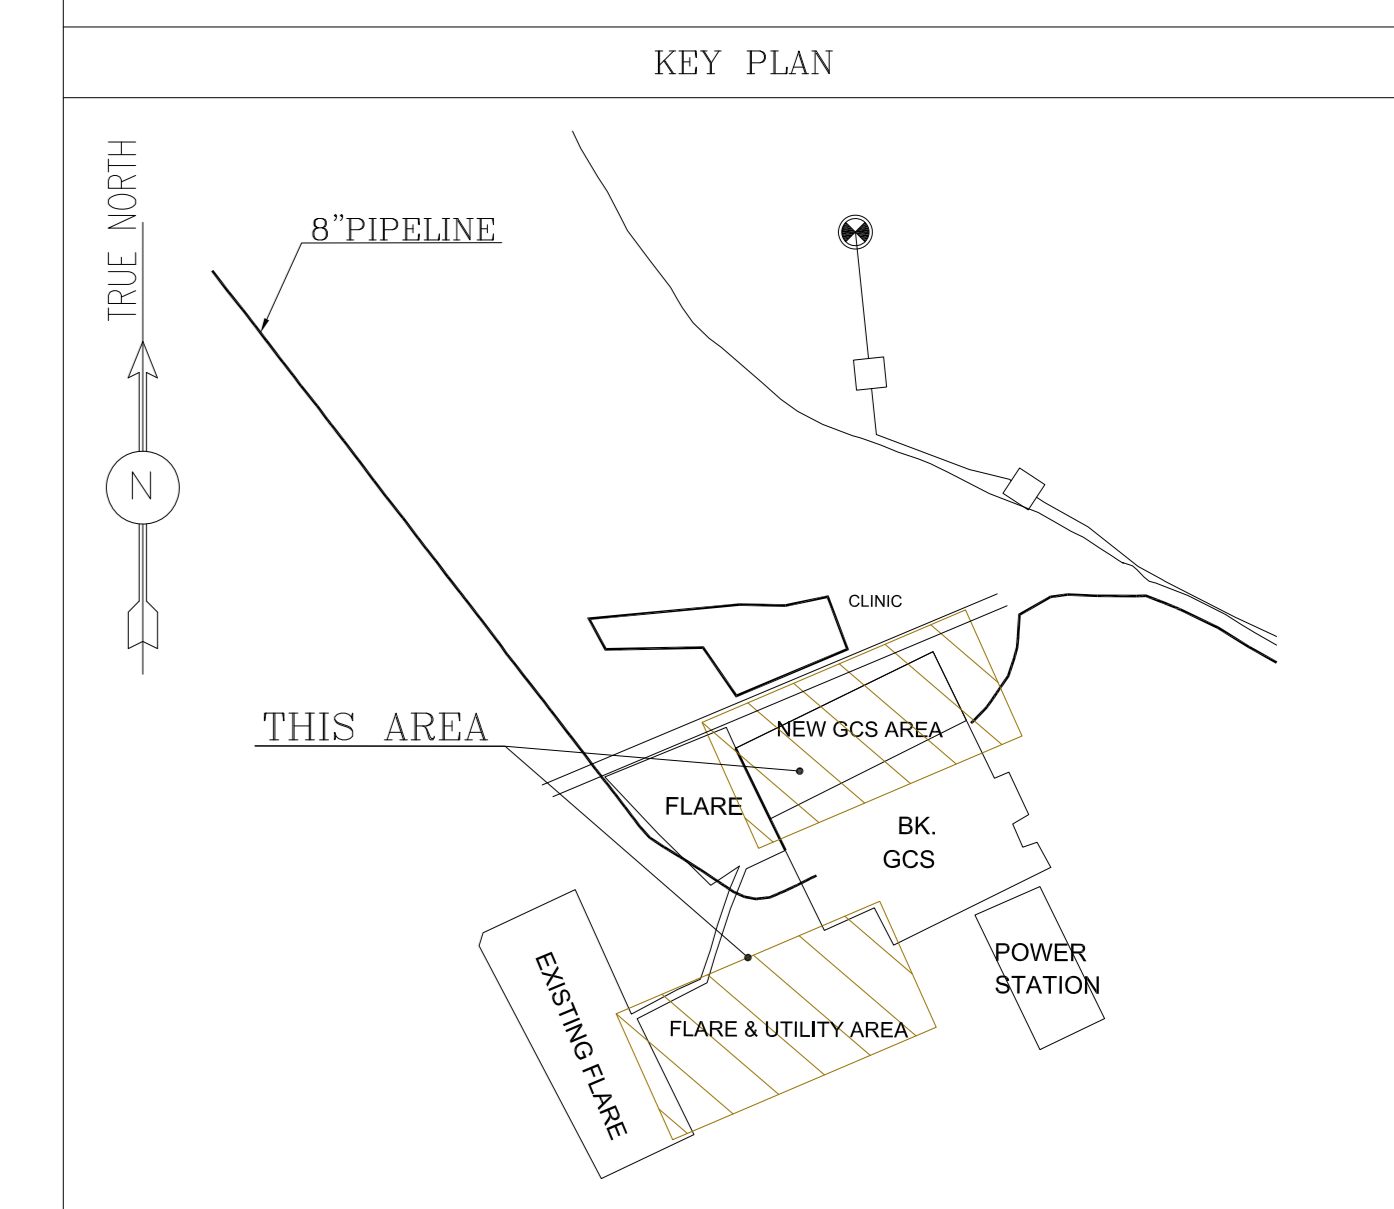 KEY PLAN
TRUE NORTH
8"PIPELINE
N
CLINIC
THIS AREA
NEW GCS AREA
FLARE
BK.
GCS
POWER
STATION
EXISTING FLARE
FLARE & UTILITY AREA